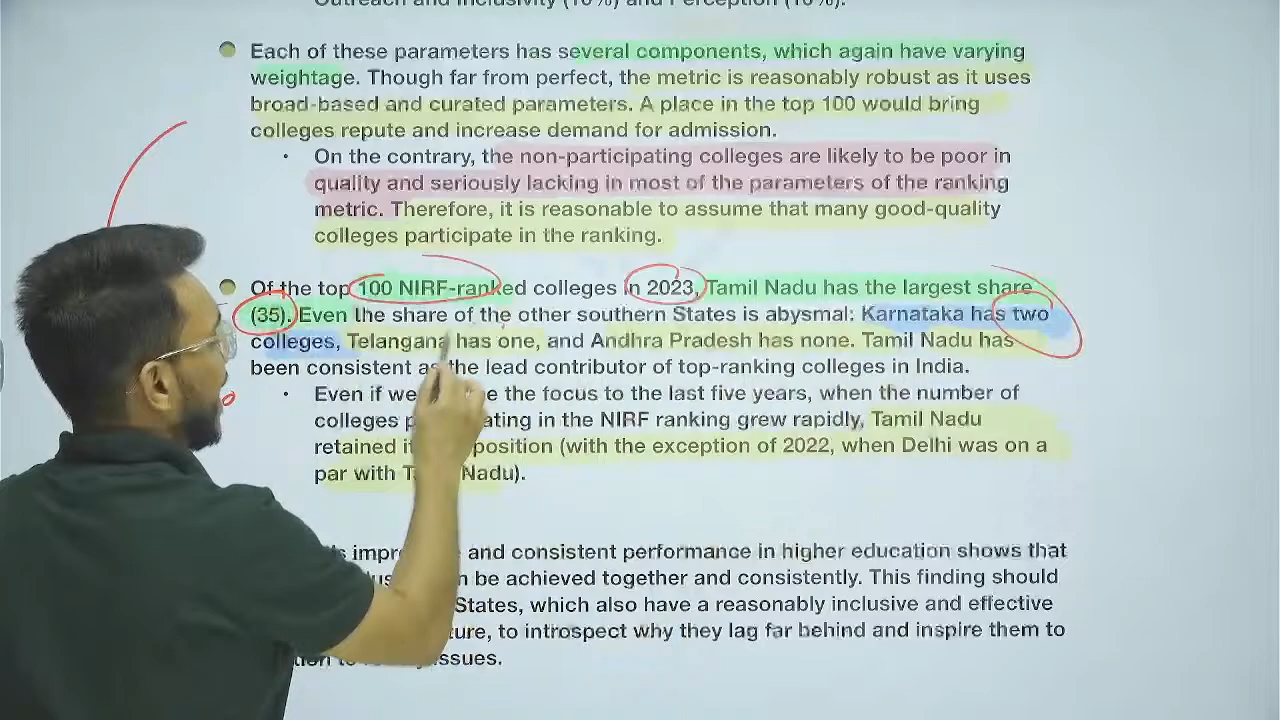 Outreach and Inclusivity (10%) and Perception (10%).
Each of these parameters has several components, which again have varying
weightage. Though far from perfect, the metric is reasonably robust as it uses
broad-based and curated parameters. A place in the top 100 would bring
colleges repute and increase demand for admission.
On the contrary, the non-participating colleges are likely to be poor in
quality and seriously lacking in most of the parameters of the ranking
metric. Therefore, it is reasonable to assume that many good-quality
colleges participate in the ranking.
Of the top 100 NIRF-ranked colleges in 2023, Tamil Nadu has the largest share
(35). Even the share of the other southern States is abysmal: Karnataka has two
colleges, Telangana has one, and Andhra Pradesh has none. Tamil Nadu has
been consistent as the lead contributor of top-ranking colleges in India.
Even if we the focus to the last five years, when the number of
colleges in the NIRF ranking grew rapidly, Tamil Nadu
retained position (with the exception of 2022, when Delhi was on a
par with Nadu).
and consistent performance in higher education shows that
be achieved together and consistently. This finding should
States, which also have a reasonably inclusive and effective
to introspect why they lag far behind and inspire them to
issues.